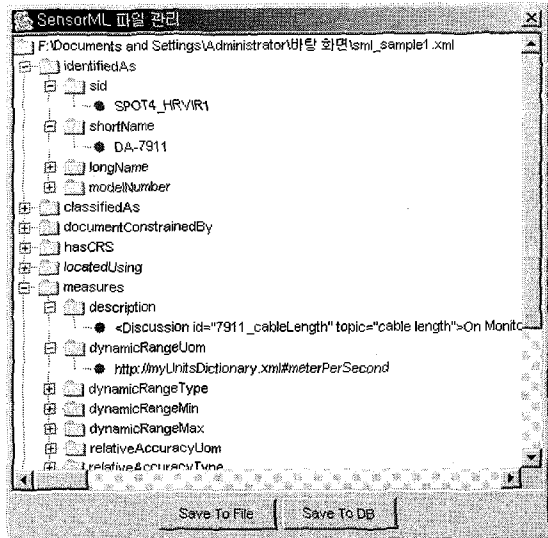 SensorML 파일 관리
F:\Documents and Settings\Administrator\바탕 화면\sml_sample1.xml
identifiedAs
sid
SPOT4_HRVIR1
shortName
DA-7911
longName
modelNumber
classifiedAs
documentConstrainedBy
hasCRS
locatedUsing
measures
description
<Discussion id="7911_cableLength" topic="cable length">On Monito
dynamicRangeUom
http://myUnitsDictionary.xml#meterPerSecond
dynamicRangeType
dynamicRangeMin
dynamicRangeMax
relativeAccuracyUom
relativeAccuracyType
Save To File
Save To DB